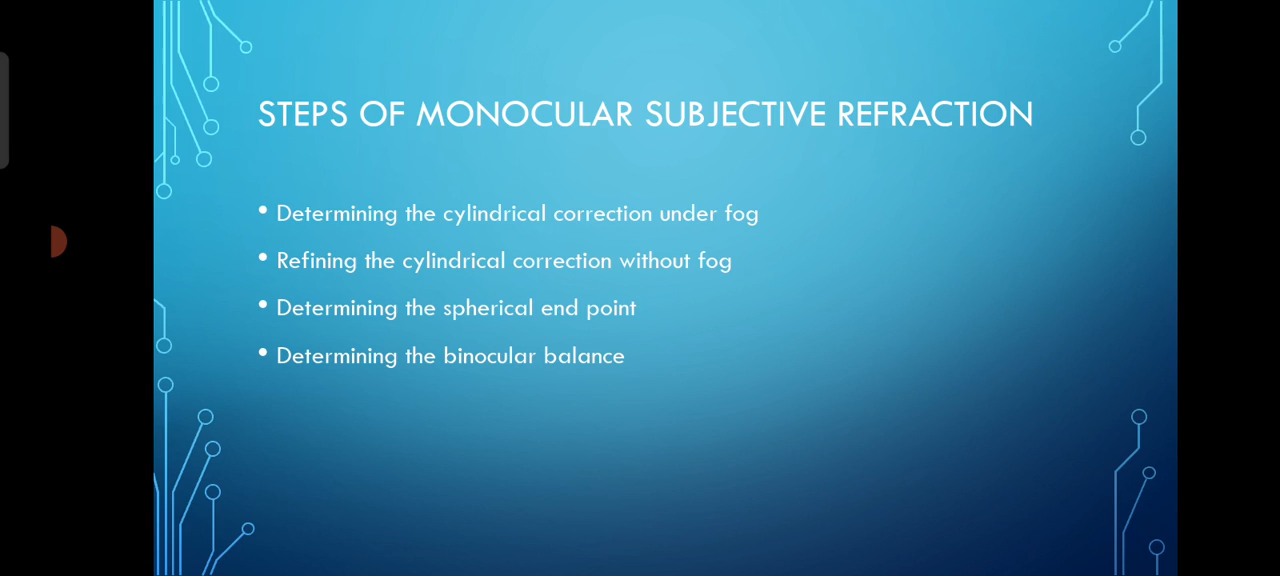 STEPS OF MONOCULAR SUBJECTIVE REFRACTION
• Determining the cylindrical correction under fog
• Refining the cylindrical correction without fog
• Determining the spherical end point
• Determining the binocular balance